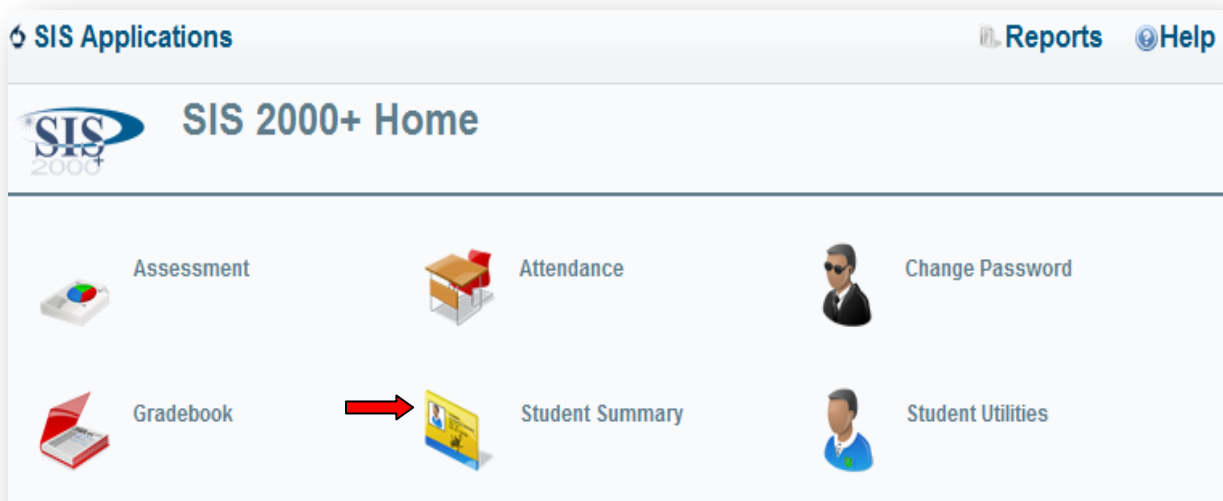 SIS Applications Reports Help
SIS 2000+ Home
SIS
2000+
Assessment Attendance Change Password
Gradebook Student Summary Student Utilities